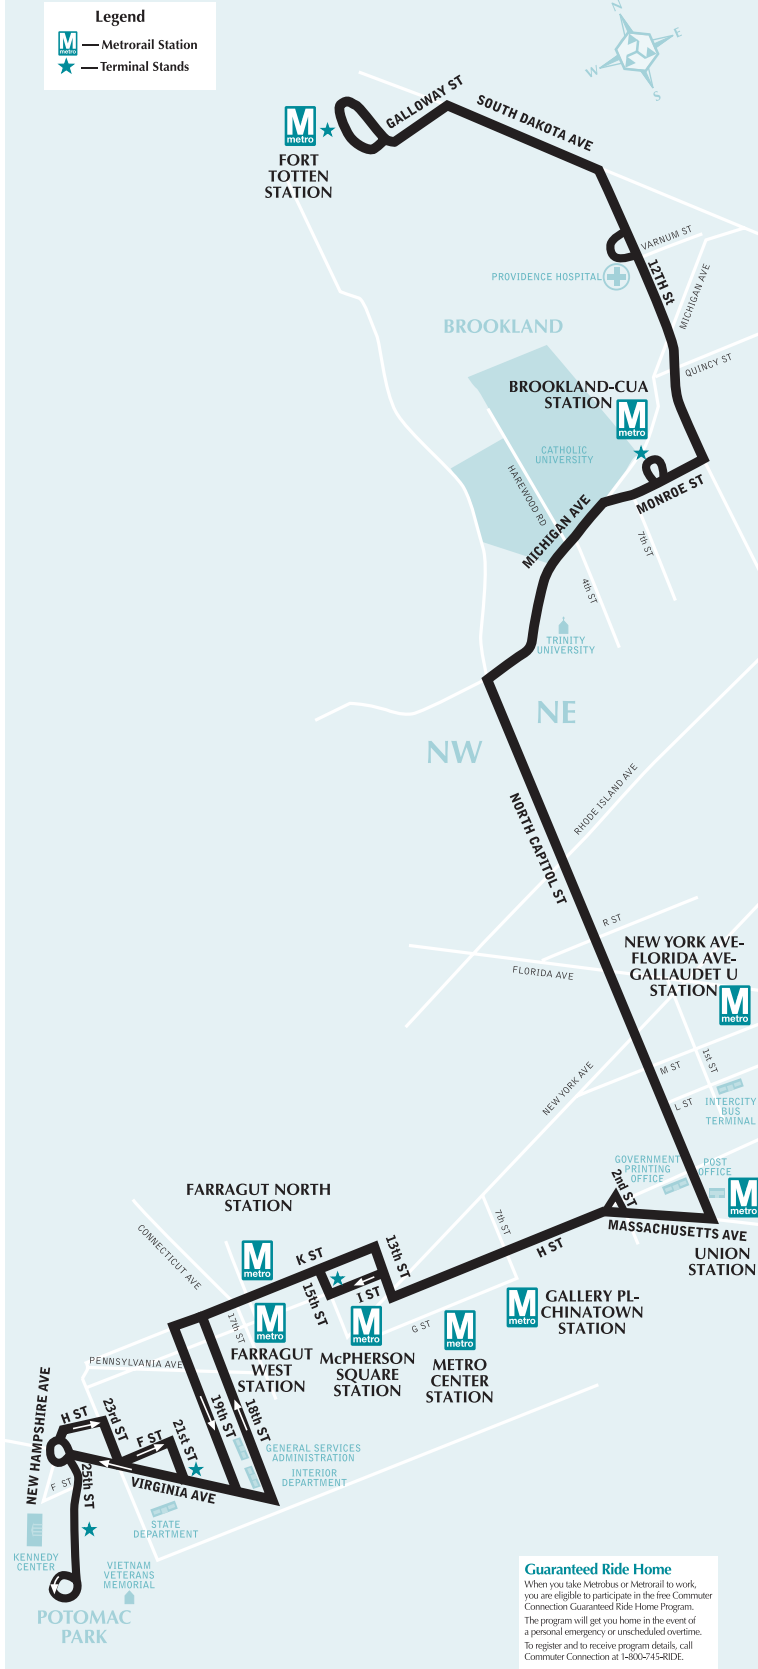 Legend
M
metro
Metrorail Station
Terminal Stands
N
E
W
S
GALLOWAY ST
SOUTH DAKOTA AVE
M
metro
FORT
TOTTEN
STATION
VARNUM ST
12TH St
MICHIGAN AVE
PROVIDENCE HOSPITAL
BROOKLAND
QUINCY ST
BROOKLAND-CUA
STATION
M
metro
CATHOLIC
UNIVERSITY
HAREWOOD RD
MONROE ST
MICHIGAN AVE
7th ST
4th ST
TRINITY
UNIVERSITY
NE
NW
RHODE ISLAND AVE
NORTH CAPITOL ST
R ST
NEW YORK AVE-
FLORIDA AVE-
GALLAUDET U
STATION
M
metro
FLORIDA AVE
NEW YORK AVE
1st ST
M ST
L ST
INTERCITY
BUS
TERMINAL
GOVERNMENT
PRINTING
OFFICE
POST
OFFICE
2nd ST
M
metro
MASSACHUSETTS AVE
UNION
STATION
FARRAGUT NORTH
STATION
M
metro
CONNECTICUT AVE
7th ST
K ST
13th ST
H ST
15th ST
I ST
17th ST
G ST
M
metro
GALLERY PL-
CHINATOWN
STATION
M
metro
FARRAGUT
WEST
STATION
M
metro
McPHERSON
SQUARE
STATION
M
metro
METRO
CENTER
STATION
PENNSYLVANIA AVE
NEW HAMPSHIRE AVE
H ST
23rd ST
F ST
21st ST
19th ST
18th ST
GENERAL SERVICES
ADMINISTRATION
INTERIOR
DEPARTMENT
F ST
25th ST
VIRGINIA AVE
STATE
DEPARTMENT
KENNEDY
CENTER
VIETNAM
VETERANS
MEMORIAL
POTOMAC
PARK
Guaranteed Ride Home
When you take Metrobus or Metrorail to work,
you are eligible to participate in the free Commuter
Connection Guaranteed Ride Home Program.
The program will get you home in the event of
a personal emergency or unscheduled overtime.
To register and to receive program details, call
Commuter Connection at 1-800-745-RIDE.